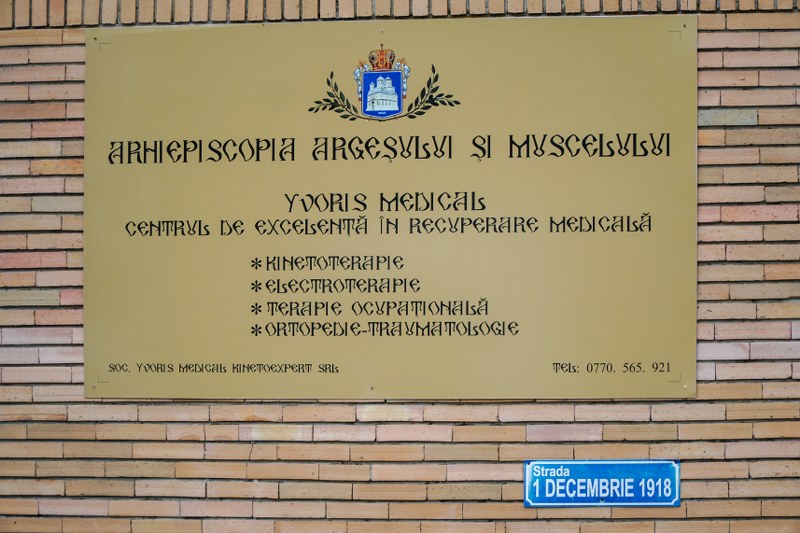 ARHIEPISCOPIA ARGEȘULUI ȘI MUSCELULUI
YVORIS MEDICAL
CENTRUL DE EXCELENTĂ ÎN RECUPERARE MEDICALĂ
*KINETOTERAPIE
*ELECTROTERAPIE
*TERAPIE OCUPAȚIONALĂ
*ORTOPEDIE-TRAUMATOLOGIE
SOC. YVORIS MEDICAL KINETOEXPERT SRL
TEL: 0770. 565. 921
Strada
1 DECEMBRIE 1918